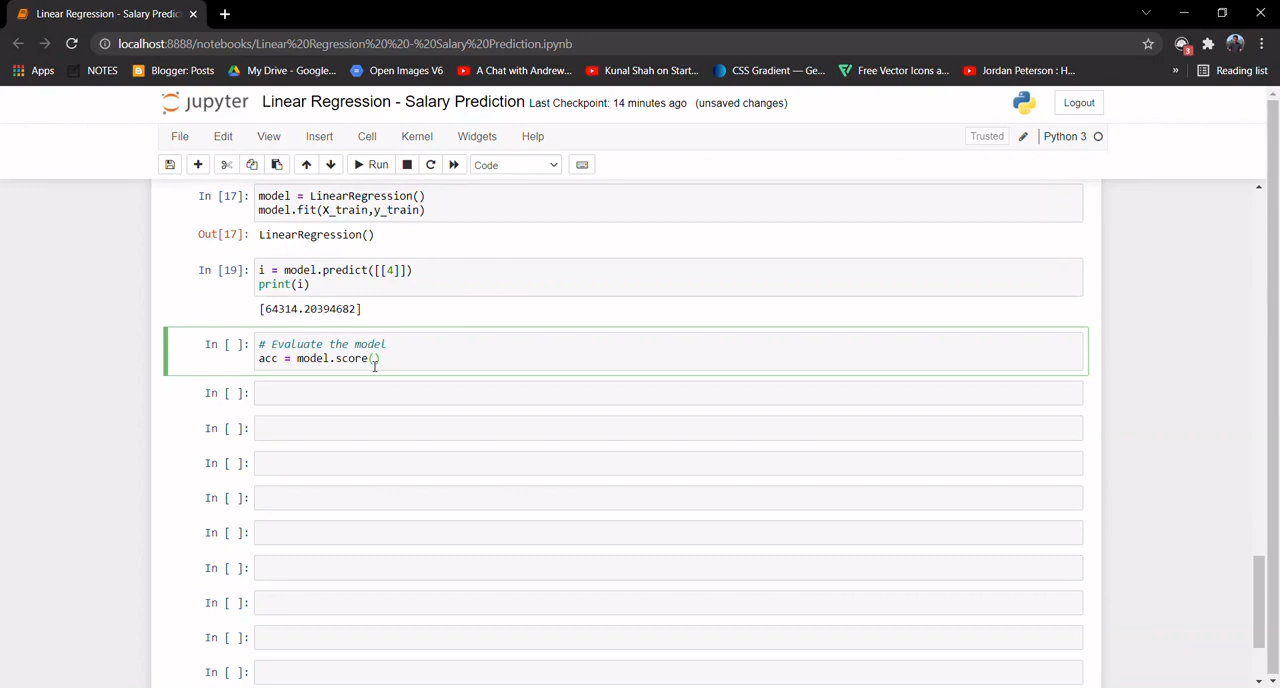 Linear Regression - Salary Predic
localhost:8888/notebooks/Linear%20Regression%20%20-%20Salary%20Prediction.ipynb
3
Apps NOTES Blogger: Posts My Drive - Google... Open Images V6 A Chat with Andrew... Kunal Shah on Start... CSS Gradient — Ge... Free Vector Icons a... Jordan Peterson : H... » Reading list
jupyter Linear Regression - Salary Prediction Last Checkpoint: 14 minutes ago (unsaved changes) Logout
File Edit View Insert Cell Kernel Widgets Help Trusted Python 3
Run Code
In [17]: model = LinearRegression()
model.fit(X_train,y_train)
Out[17]: LinearRegression()
In [19]: i = model.predict([[4]])
print(i)
[64314.20394682]
In [ ]: # Evaluate the model
acc = model.score()
In [ ]:
In [ ]:
In [ ]:
In [ ]:
In [ ]:
In [ ]:
In [ ]:
In [ ]:
In [ ]: